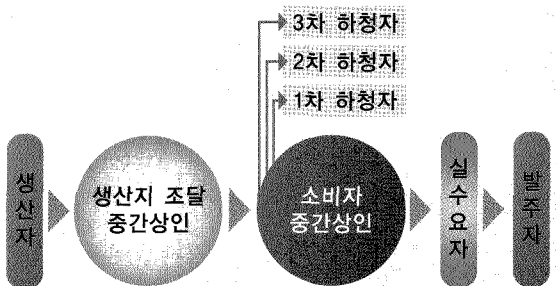 3차 하청자
2차 하청자
1차 하청자
생산자
생산지 조달
중간상인
소비자
중간상인
실수요자
발주자